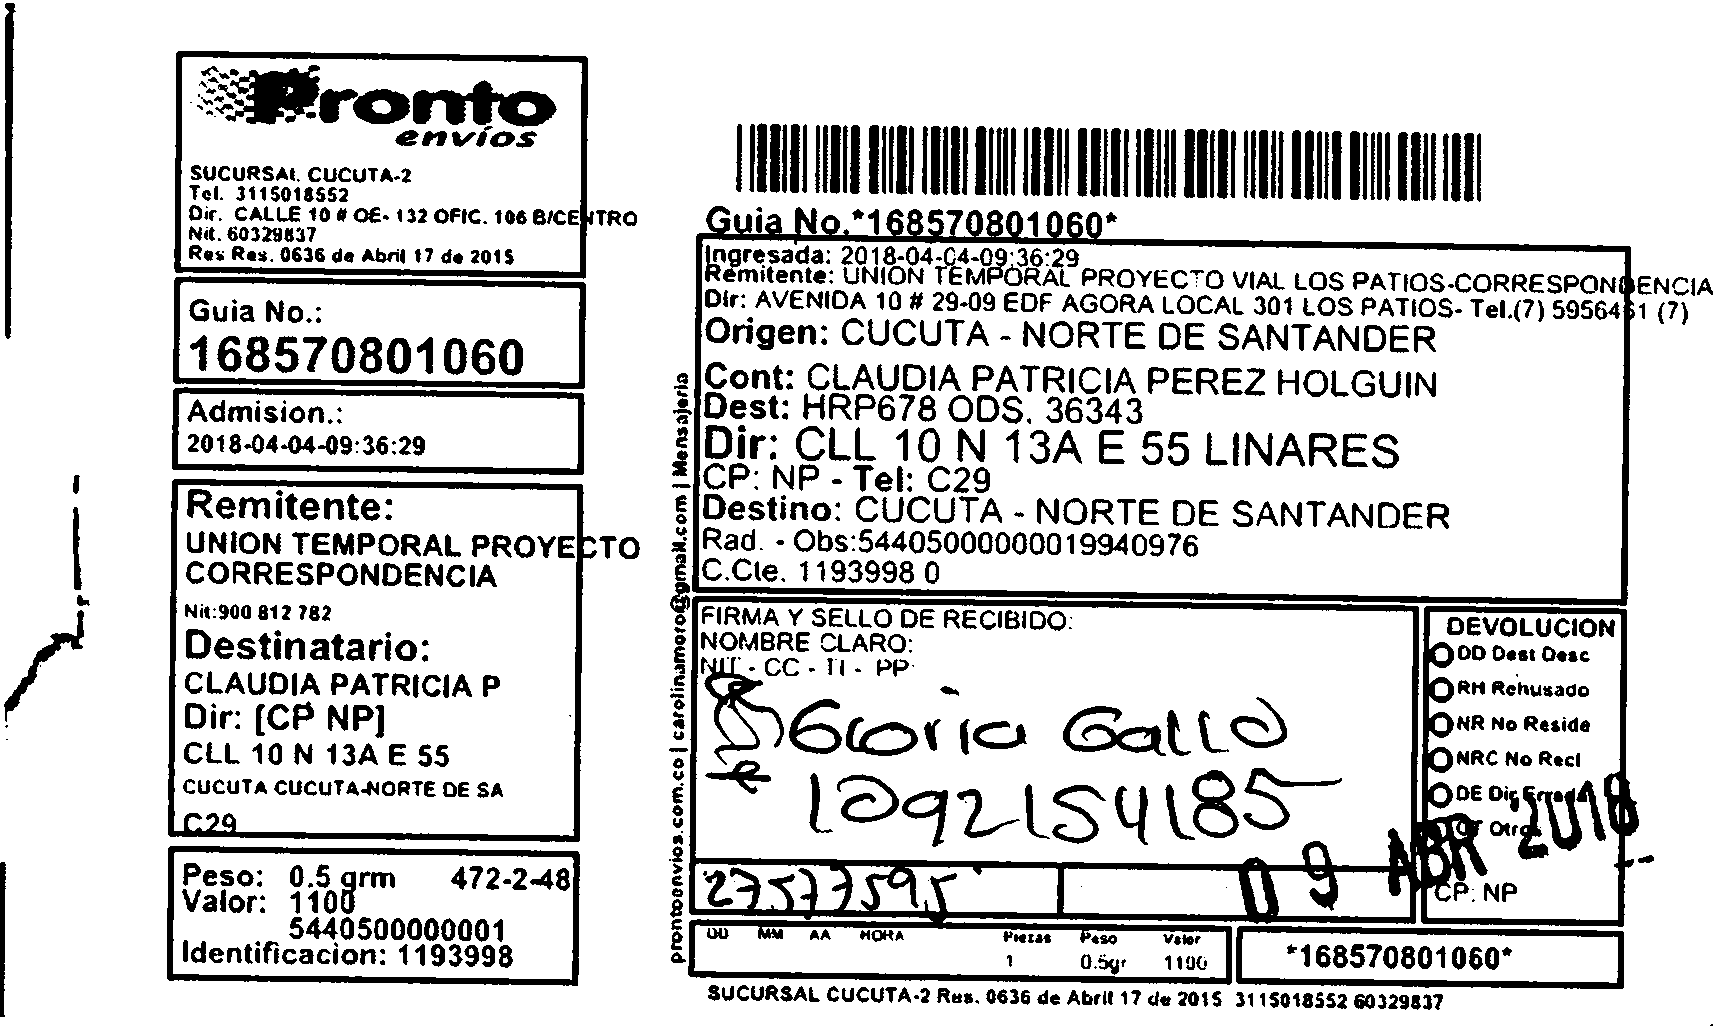 Pronto
envíos
SUCURSAL CUCUTA-2
Tel. 3115018552
Dir. CALLE 10 # OE- 132 OFIC. 106 B/CENTRO
Nit. 60329837
Res Res. 0636 de Abril 17 de 2015
Guia No.:
168570801060
Admision.:
2018-04-04-09:36:29
Remitente:
UNION TEMPORAL PROYECTO
CORRESPONDENCIA
Nit:900 812 782
Destinatario:
CLAUDIA PATRICIA P
Dir: [CP NP]
CLL 10 N 13A E 55
CUCUTA CUCUTA-NORTE DE SA
C29
Peso: 0.5 grm 472-2-48
Valor: 1100
5440500000001
Identificacion: 1193998
prontoenvios.com.co | carolinamoro@gmail.com | Mensajeria
Guia No.*168570801060*
Ingresada: 2018-04-04-09:36:29
Remitente: UNION TEMPORAL PROYECTO VIAL LOS PATIOS-CORRESPONDENCIA
Dir: AVENIDA 10 # 29-09 EDF AGORA LOCAL 301 LOS PATIOS- Tel.(7) 5956461 (7)
Origen: CUCUTA - NORTE DE SANTANDER
Cont: CLAUDIA PATRICIA PEREZ HOLGUIN
Dest: HRP678 ODS. 36343
Dir: CLL 10 N 13A E 55 LINARES
CP: NP - Tel: C29
Destino: CUCUTA - NORTE DE SANTANDER
Rad. - Obs:54405000000019940976
C.Cle. 1193998 0
FIRMA Y SELLO DE RECIBIDO:
NOMBRE CLARO:
NIT - CC - TI - PP:
Gloria Gallo
1092154185
27577595
09 ABR 2018
DEVOLUCION
DD Dest Desc
RH Rehusado
NR No Reside
NRC No Recl
DE Dir Errada
OT Otros
CP: NP
DD MM AA HORA Piezas Peso Valor
1 0.5gr 1100
*168570801060*
SUCURSAL CUCUTA-2 Res. 0636 de Abril 17 de 2015 3115018552 60329837